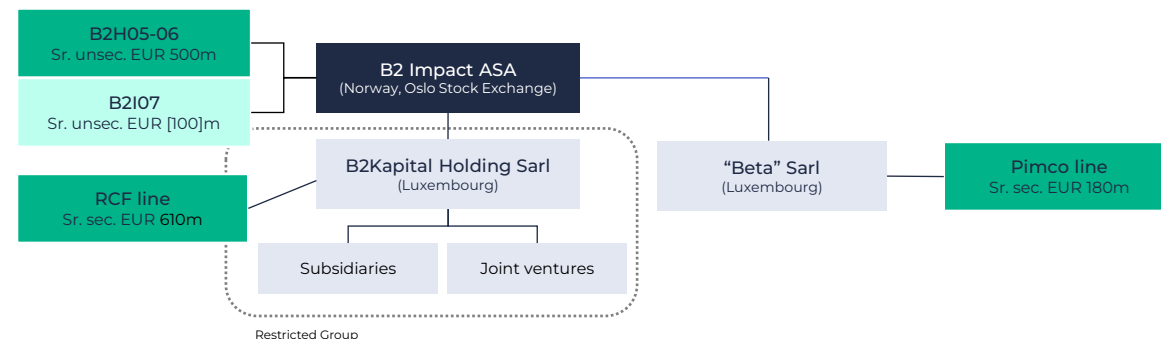 B2H05-06
Sr. unsec. EUR 500m
B2I07
Sr. unsec. EUR [100]m
B2 Impact ASA
(Norway, Oslo Stock Exchange)
B2Kapital Holding Sarl
(Luxembourg)
“Beta” Sarl
(Luxembourg)
Pimco line
Sr. sec. EUR 180m
RCF line
Sr. sec. EUR 610m
Subsidiaries
Joint ventures
Restricted Group